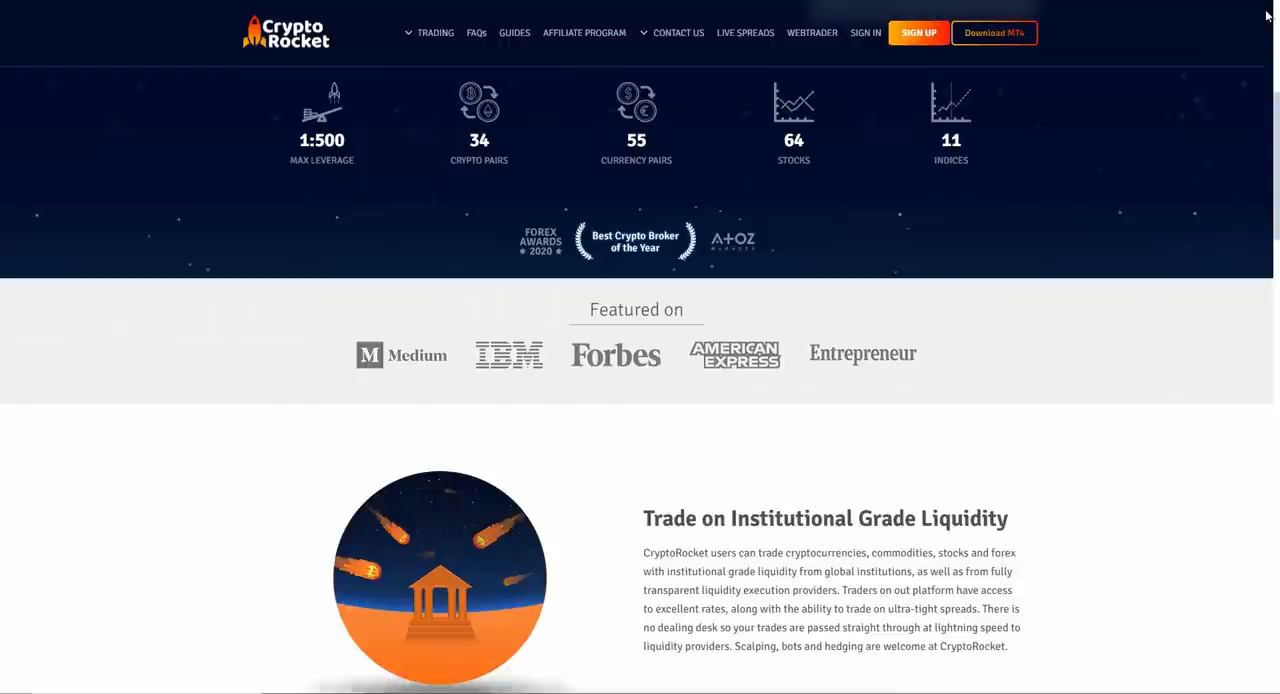 Crypto
Rocket
TRADING FAQs GUIDES AFFILIATE PROGRAM CONTACT US LIVE SPREADS WEBTRADER SIGN IN SIGN UP Download MT4
1:500 34 55 64 11
MAX LEVERAGE CRYPTO PAIRS CURRENCY PAIRS STOCKS INDICES
FOREX
AWARDS
★ 2020 ★
Best Crypto Broker
of the Year
A+OZ
MARKETS
Featured on
M Medium IBM Forbes AMERICAN EXPRESS Entrepreneur
Trade on Institutional Grade Liquidity
CryptoRocket users can trade cryptocurrencies, commodities, stocks and forex
with institutional grade liquidity from global institutions, as well as from fully
transparent liquidity execution providers. Traders on out platform have access
to excellent rates, along with the ability to trade on ultra-tight spreads. There is
no dealing desk so your trades are passed straight through at lightning speed to
liquidity providers. Scalping, bots and hedging are welcome at CryptoRocket.